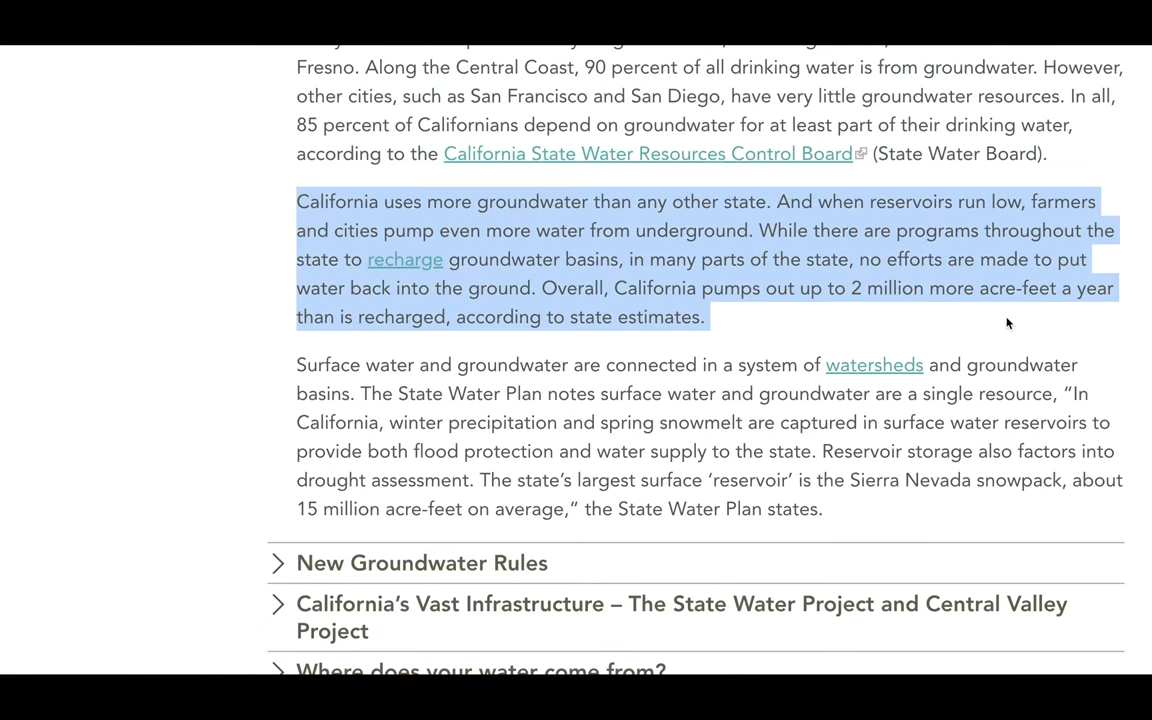 Fresno. Along the Central Coast, 90 percent of all drinking water is from groundwater. However,
other cities, such as San Francisco and San Diego, have very little groundwater resources. In all,
85 percent of Californians depend on groundwater for at least part of their drinking water,
according to the California State Water Resources Control Board (State Water Board).
California uses more groundwater than any other state. And when reservoirs run low, farmers
and cities pump even more water from underground. While there are programs throughout the
state to recharge groundwater basins, in many parts of the state, no efforts are made to put
water back into the ground. Overall, California pumps out up to 2 million more acre-feet a year
than is recharged, according to state estimates.
Surface water and groundwater are connected in a system of watersheds and groundwater
basins. The State Water Plan notes surface water and groundwater are a single resource, “In
California, winter precipitation and spring snowmelt are captured in surface water reservoirs to
provide both flood protection and water supply to the state. Reservoir storage also factors into
drought assessment. The state’s largest surface ‘reservoir’ is the Sierra Nevada snowpack, about
15 million acre-feet on average,” the State Water Plan states.
New Groundwater Rules
California’s Vast Infrastructure – The State Water Project and Central Valley
Project
Where does your water come from?